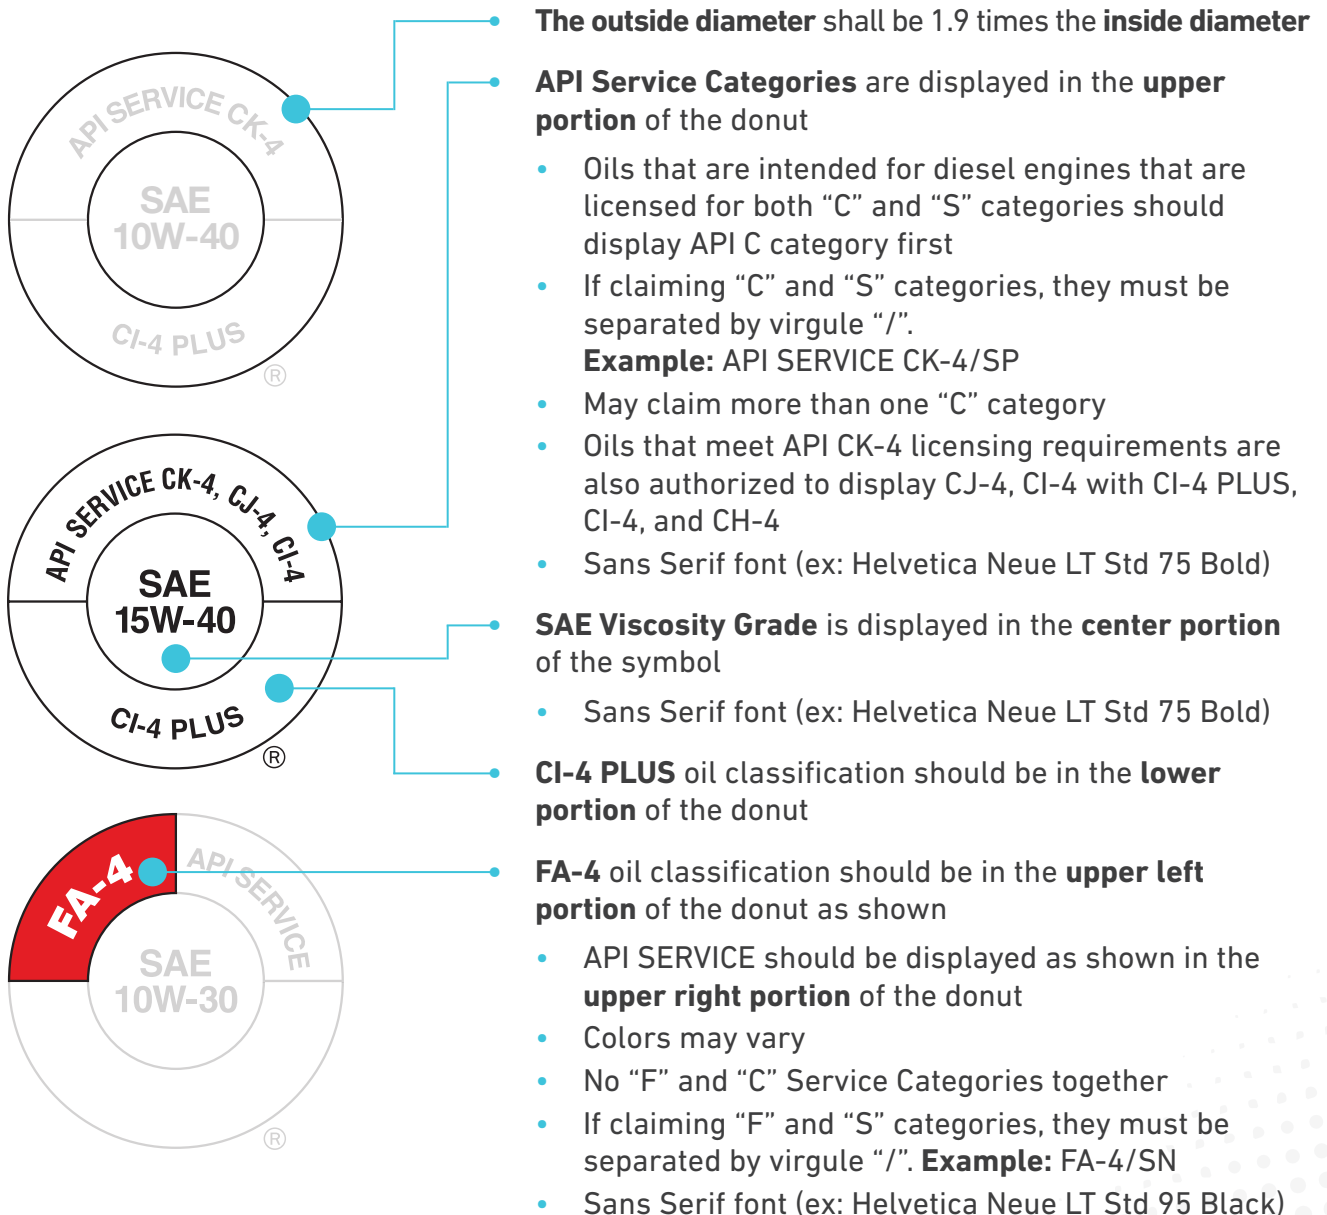 The outside diameter shall be 1.9 times the inside diameter
API Service Categories are displayed in the upper
portion of the donut
• Oils that are intended for diesel engines that are
licensed for both “C” and “S” categories should
display API C category first
• If claiming “C” and “S” categories, they must be
separated by virgule “/”.
Example: API SERVICE CK-4/SP
• May claim more than one “C” category
• Oils that meet API CK-4 licensing requirements are
also authorized to display CJ-4, CI-4 with CI-4 PLUS,
CI-4, and CH-4
• Sans Serif font (ex: Helvetica Neue LT Std 75 Bold)
SAE Viscosity Grade is displayed in the center portion
of the symbol
• Sans Serif font (ex: Helvetica Neue LT Std 75 Bold)
CI-4 PLUS oil classification should be in the lower
portion of the donut
FA-4 oil classification should be in the upper left
portion of the donut as shown
• API SERVICE should be displayed as shown in the
upper right portion of the donut
• Colors may vary
• No “F” and “C” Service Categories together
• If claiming “F” and “S” categories, they must be
separated by virgule “/”. Example: FA-4/SN
• Sans Serif font (ex: Helvetica Neue LT Std 95 Black)
API SERVICE CK-4
SAE
10W-40
CI-4 PLUS
®
API SERVICE CK-4, CJ-4, CI-4
SAE
15W-40
CI-4 PLUS
®
FA-4
API SERVICE
SAE
10W-30
®